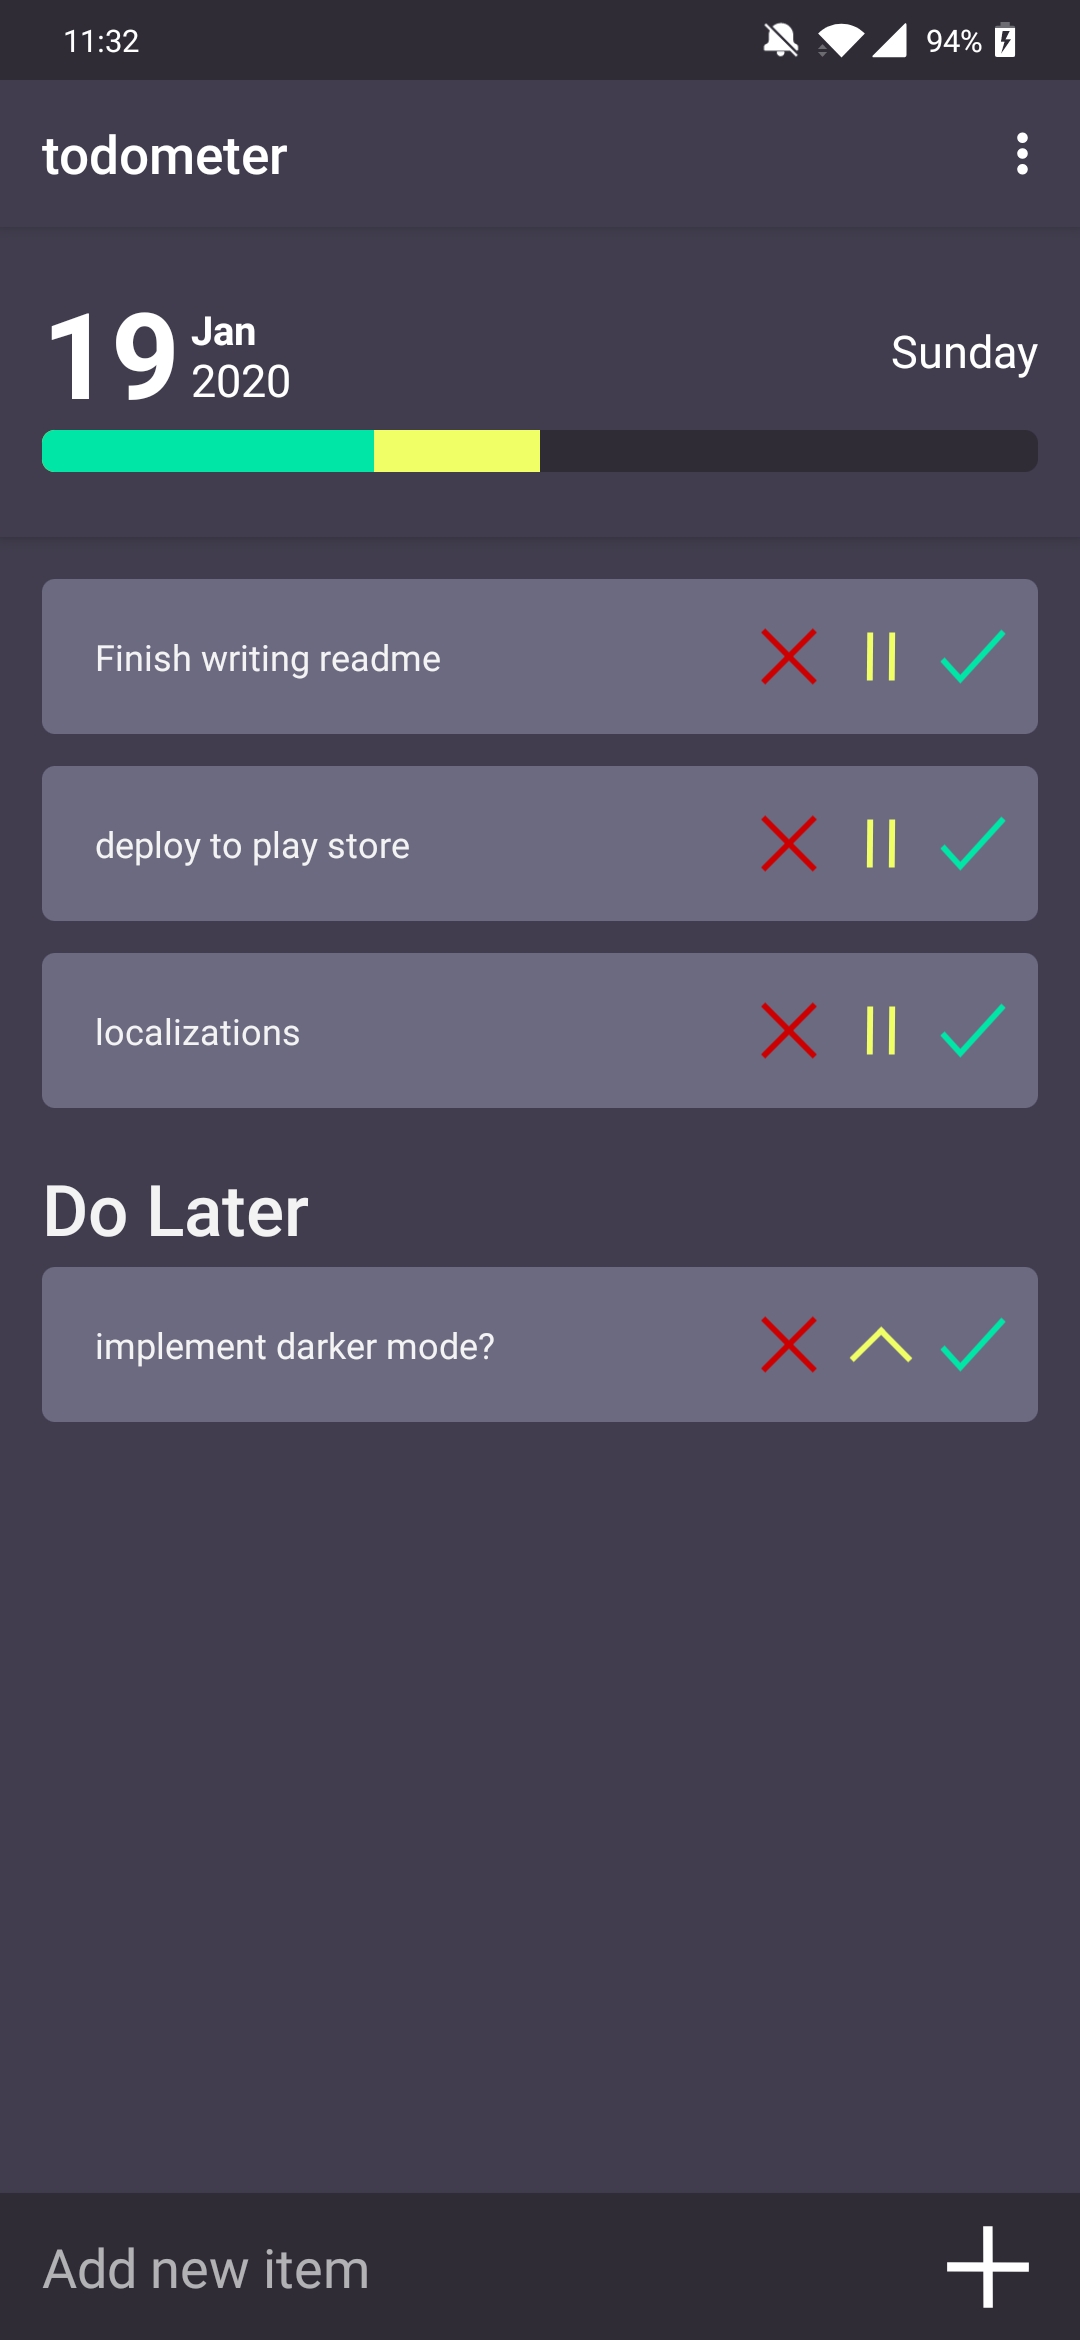 11:32
94%
todometer
19
Jan
2020
Sunday
Finish writing readme
deploy to play store
localizations
Do Later
implement darker mode?
Add new item